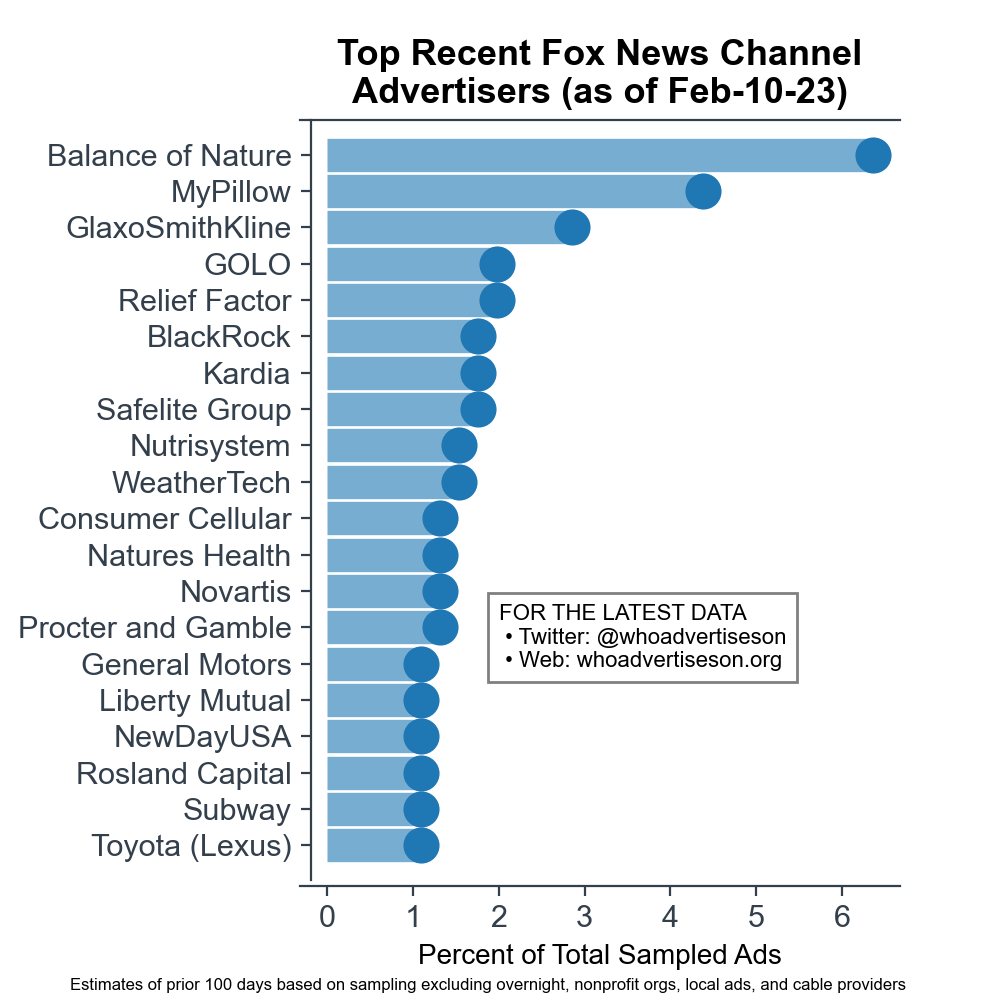 Top Recent Fox News Channel
Advertisers (as of Feb-10-23)
Balance of Nature
MyPillow
GlaxoSmithKline
GOLO
Relief Factor
BlackRock
Kardia
Safelite Group
Nutrisystem
WeatherTech
Consumer Cellular
Natures Health
Novartis
Procter and Gamble
General Motors
Liberty Mutual
NewDayUSA
Rosland Capital
Subway
Toyota (Lexus)
FOR THE LATEST DATA
• Twitter: @whoadvertiseson
• Web: whoadvertiseson.org
0 1 2 3 4 5 6
Percent of Total Sampled Ads
Estimates of prior 100 days based on sampling excluding overnight, nonprofit orgs, local ads, and cable providers